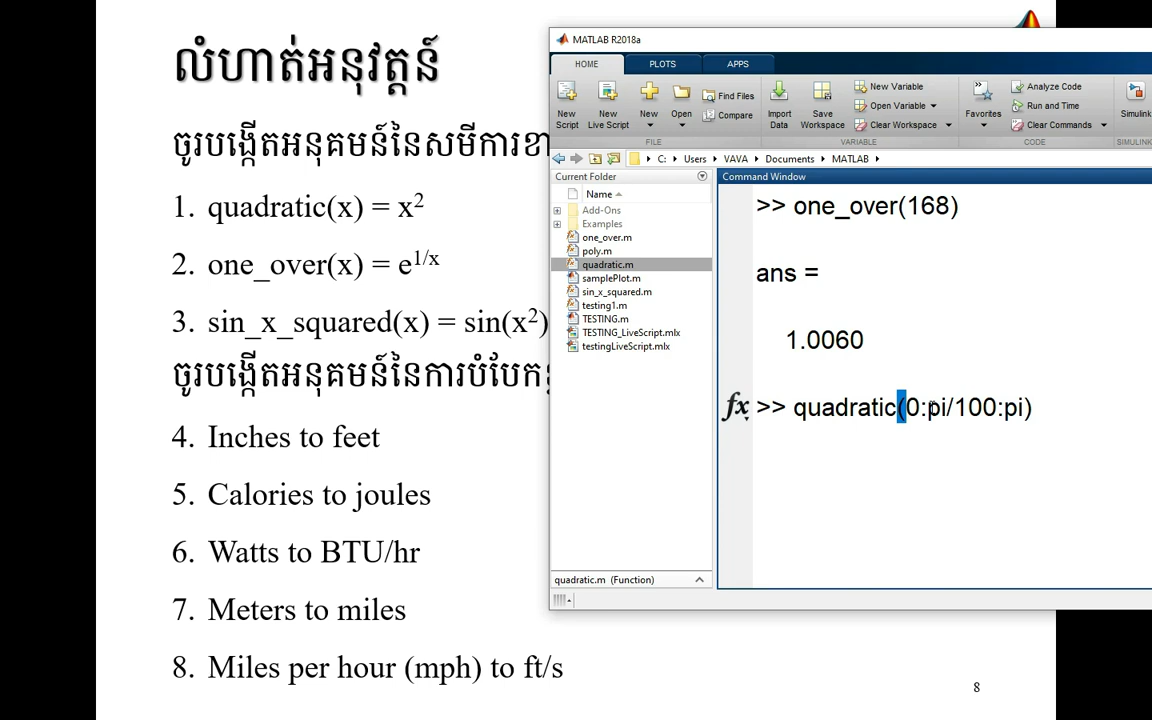 លំហាត់អនុវត្តន៍
ចូរបង្កើតអនុគមន៍នៃសមីការខា
1. quadratic(x) = x²
2. one_over(x) = e^1/x
3. sin_x_squared(x) = sin(x²)
ចូរបង្កើតអនុគមន៍នៃការបំបែក
4. Inches to feet
5. Calories to joules
6. Watts to BTU/hr
7. Meters to miles
8. Miles per hour (mph) to ft/s
8
MATLAB R2018a
HOME PLOTS APPS
New Script
New Live Script
New
Open
Find Files
Compare
Import Data
Save Workspace
New Variable
Open Variable
Clear Workspace
Favorites
Analyze Code
Run and Time
Clear Commands
Simulink
FILE VARIABLE CODE SIMULIN
C: Users VAVA Documents MATLAB
Current Folder
Name
Add-Ons
Examples
one_over.m
poly.m
quadratic.m
samplePlot.m
sin_x_squared.m
testing1.m
TESTING.m
TESTING_LiveScript.mlx
testingLiveScript.mlx
quadratic.m (Function)
Command Window
>> one_over(168)
ans =
1.0060
fx >> quadratic(0:pi/100:pi)